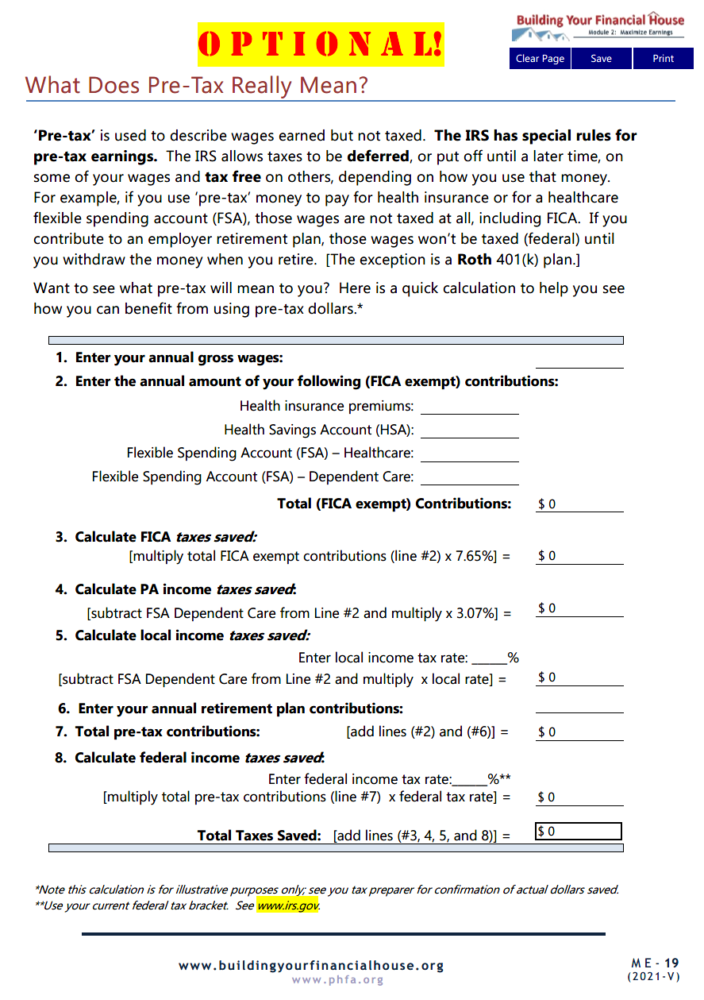 Building Your Financial House
Module 2: Maximize Earnings
O P T I O N A L!
Clear Page Save Print
What Does Pre-Tax Really Mean?
‘Pre-tax’ is used to describe wages earned but not taxed. The IRS has special rules for
pre-tax earnings. The IRS allows taxes to be deferred, or put off until a later time, on
some of your wages and tax free on others, depending on how you use that money.
For example, if you use ‘pre-tax’ money to pay for health insurance or for a healthcare
flexible spending account (FSA), those wages are not taxed at all, including FICA. If you
contribute to an employer retirement plan, those wages won’t be taxed (federal) until
you withdraw the money when you retire. [The exception is a Roth 401(k) plan.]
Want to see what pre-tax will mean to you? Here is a quick calculation to help you see
how you can benefit from using pre-tax dollars.*
1. Enter your annual gross wages:
2. Enter the annual amount of your following (FICA exempt) contributions:
Health insurance premiums:
Health Savings Account (HSA):
Flexible Spending Account (FSA) – Healthcare:
Flexible Spending Account (FSA) – Dependent Care:
Total (FICA exempt) Contributions: $ 0
3. Calculate FICA taxes saved:
[multiply total FICA exempt contributions (line #2) x 7.65%] = $ 0
4. Calculate PA income taxes saved:
[subtract FSA Dependent Care from Line #2 and multiply x 3.07%] = $ 0
5. Calculate local income taxes saved:
Enter local income tax rate: ______%
[subtract FSA Dependent Care from Line #2 and multiply x local rate] = $ 0
6. Enter your annual retirement plan contributions:
7. Total pre-tax contributions: [add lines (#2) and (#6)] = $ 0
8. Calculate federal income taxes saved:
Enter federal income tax rate:______%**
[multiply total pre-tax contributions (line #7) x federal tax rate] = $ 0
Total Taxes Saved: [add lines (#3, 4, 5, and 8)] = $ 0
*Note this calculation is for illustrative purposes only; see you tax preparer for confirmation of actual dollars saved.
**Use your current federal tax bracket. See www.irs.gov.
www.buildingyourfinancialhouse.org
www.phfa.org
ME-19
(2021-V)